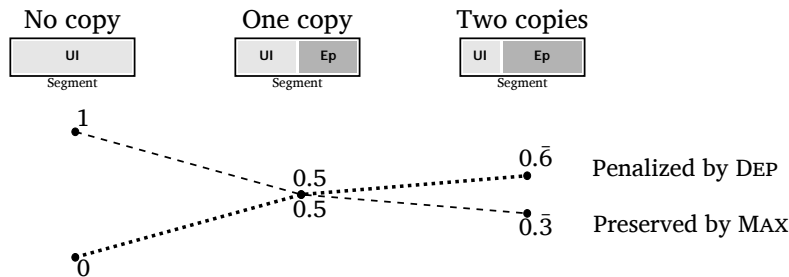 No copy One copy Two copies
UI UI Ep UI Ep
Segment Segment Segment
1
0.6̄
Penalized by DEP
0.5
0.5
0.3̄
Preserved by MAX
0